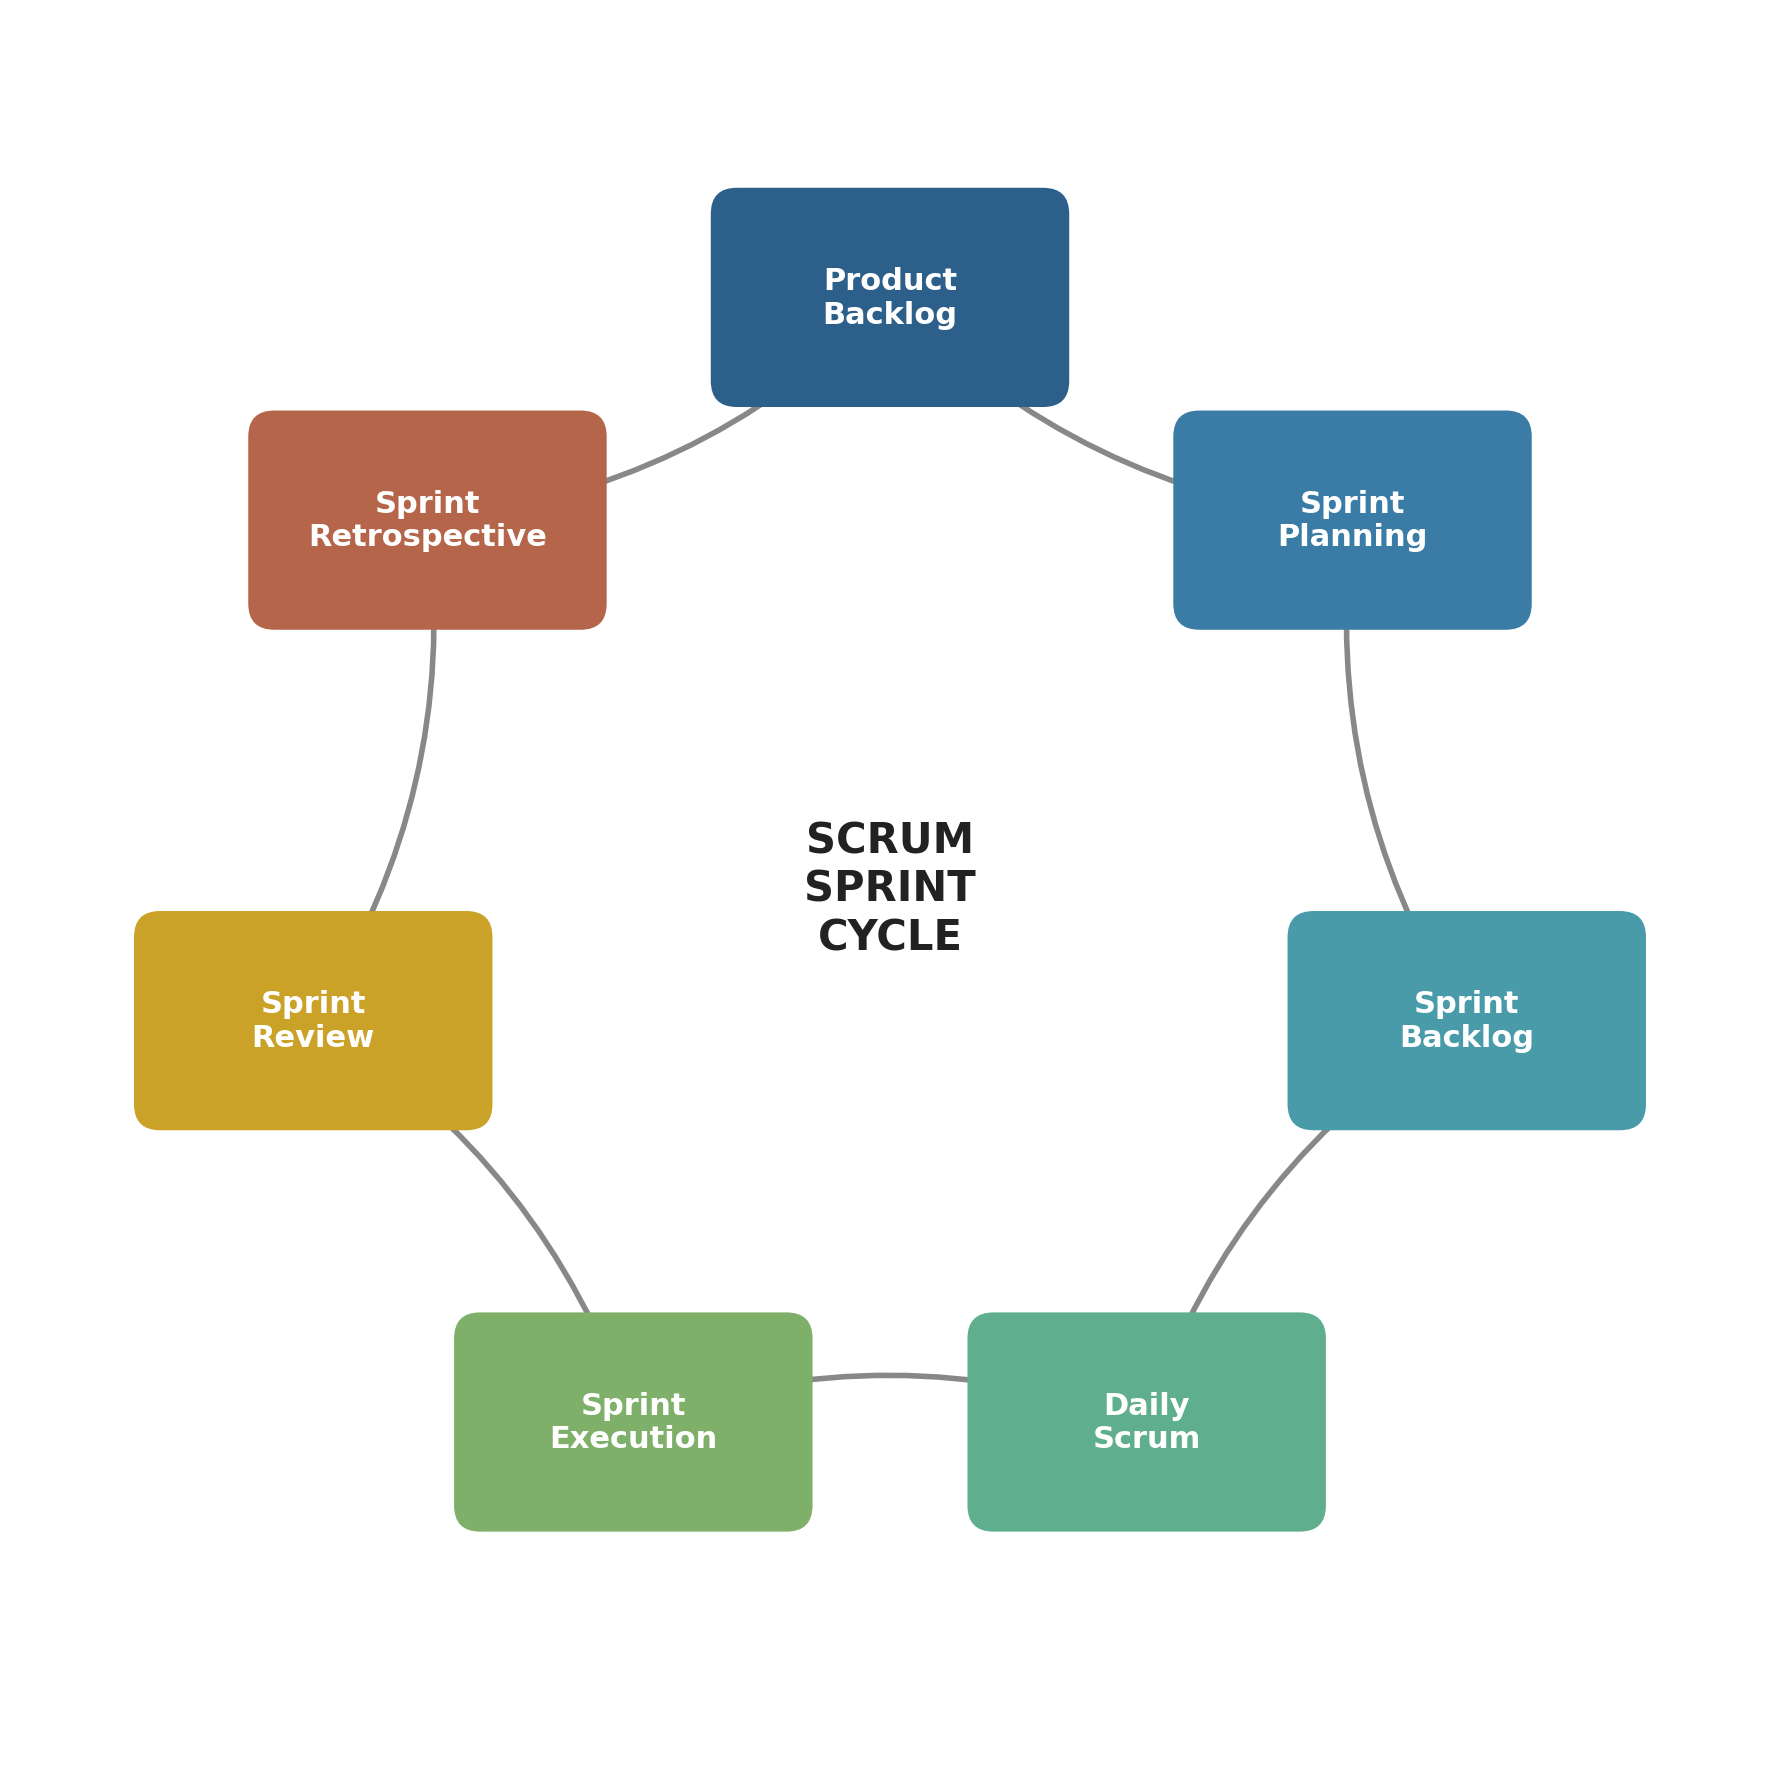 Product
Backlog
Sprint
Planning
Sprint
Backlog
Daily
Scrum
Sprint
Execution
Sprint
Review
Sprint
Retrospective
SCRUM
SPRINT
CYCLE